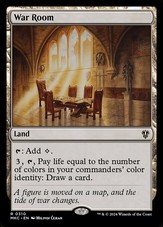 War Room
Land
: Add .
3, : Pay life equal to the number
of colors in your commanders' color
identity: Draw a card.
A figure is moved on a map, and the
tide of war changes.
R 0310
MKC • EN
™ & © 2024 Wizards of the Coast